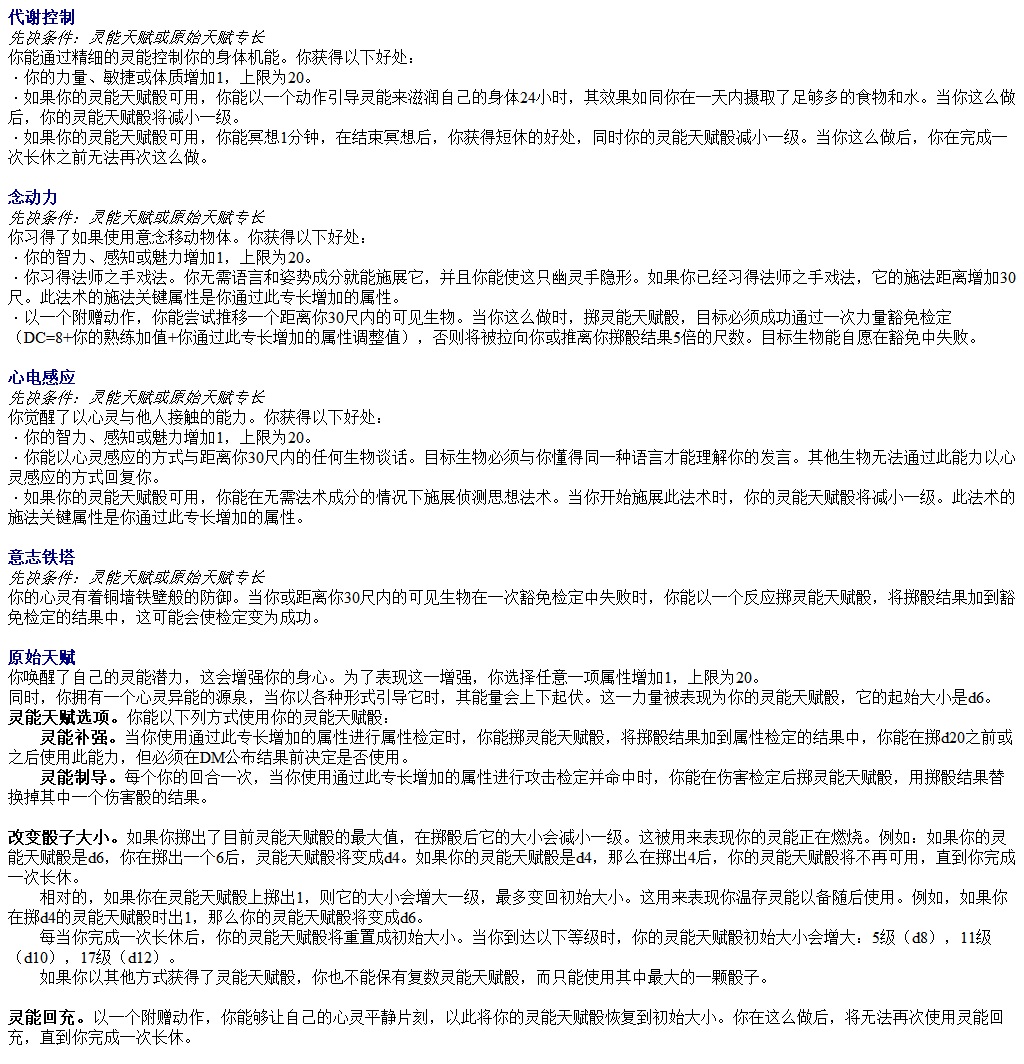 代谢控制
先决条件：灵能天赋或原始天赋专长
你能通过精细的灵能控制你的身体机能。你获得以下好处：
·你的力量、敏捷或体质增加1，上限为20。
·如果你的灵能天赋骰可用，你能以一个动作引导灵能来滋润自己的身体24小时，其效果如同你在一天内摄取了足够多的食物和水。当你这么做
后，你的灵能天赋骰将减小一级。
·如果你的灵能天赋骰可用，你能冥想1分钟，在结束冥想后，你获得短休的好处，同时你的灵能天赋骰减小一级。当你这么做后，你在完成一
次长休之前无法再次这么做。
念动力
先决条件：灵能天赋或原始天赋专长
你习得了如果使用意念移动物体。你获得以下好处：
·你的智力、感知或魅力增加1，上限为20。
·你习得法师之手戏法。你无需语言和姿势成分就能施展它，并且你能使这只幽灵手隐形。如果你已经习得法师之手戏法，它的施法距离增加30
尺。此法术的施法关键属性是你通过此专长增加的属性。
·以一个附赠动作，你能尝试推移一个距离你30尺内的可见生物。当你这么做时，掷灵能天赋骰，目标必须成功通过一次力量豁免检定
（DC=8+你的熟练加值+你通过此专长增加的属性调整值），否则将被拉向你或推离你掷骰结果5倍的尺数。目标生物能自愿在豁免中失败。
心电感应
先决条件：灵能天赋或原始天赋专长
你觉醒了以心灵与他人接触的能力。你获得以下好处：
·你的智力、感知或魅力增加1，上限为20。
·你能以心灵感应的方式与距离你30尺内的任何生物谈话。目标生物必须与你懂得同一种语言才能理解你的发言。其他生物无法通过此能力以心
灵感应的方式回复你。
·如果你的灵能天赋骰可用，你能在无需法术成分的情况下施展侦测思想法术。当你开始施展此法术时，你的灵能天赋骰将减小一级。此法术的
施法关键属性是你通过此专长增加的属性。
意志铁塔
先决条件：灵能天赋或原始天赋专长
你的心灵有着铜墙铁壁般的防御。当你或距离你30尺内的可见生物在一次豁免检定中失败时，你能以一个反应掷灵能天赋骰，将掷骰结果加到豁
免检定的结果中，这可能会使检定变为成功。
原始天赋
你唤醒了自己的灵能潜力，这会增强你的身心。为了表现这一增强，你选择任意一项属性增加1，上限为20。
同时，你拥有一个心灵异能的源泉，当你以各种形式引导它时，其能量会上下起伏。这一力量被表现为你的灵能天赋骰，它的起始大小是d6。
灵能天赋选项。你能以下列方式使用你的灵能天赋骰：
灵能补强。当你使用通过此专长增加的属性进行属性检定时，你能掷灵能天赋骰，将掷骰结果加到属性检定的结果中，你能在掷d20之前或
之后使用此能力，但必须在DM公布结果前决定是否使用。
灵能制导。每个你的回合一次，当你使用通过此专长增加的属性进行攻击检定并命中时，你能在伤害检定后掷灵能天赋骰，用掷骰结果替
换掉其中一个伤害骰的结果。
改变骰子大小。如果你掷出了目前灵能天赋骰的最大值，在掷骰后它的大小会减小一级。这被用来表现你的灵能正在燃烧。例如：如果你的灵
能天赋骰是d6，你在掷出一个6后，灵能天赋骰将变成d4。如果你的灵能天赋骰是d4，那么在掷出4后，你的灵能天赋骰将不再可用，直到你完成
一次长休。
相对的，如果你在灵能天赋骰上掷出1，则它的大小会增大一级，最多变回初始大小。这用来表现你温存灵能以备随后使用。例如，如果你
在掷d4的灵能天赋骰时出1，那么你的灵能天赋骰将变成d6。
每当你完成一次长休后，你的灵能天赋骰将重置成初始大小。当你到达以下等级时，你的灵能天赋骰初始大小会增大：5级（d8），11级
（d10），17级（d12）。
如果你以其他方式获得了灵能天赋骰，你也不能保有复数灵能天赋骰，而只能使用其中最大的一颗骰子。
灵能回充。以一个附赠动作，你能够让自己的心灵平静片刻，以此将你的灵能天赋骰恢复到初始大小。你在这么做后，将无法再次使用灵能回
充，直到你完成一次长休。